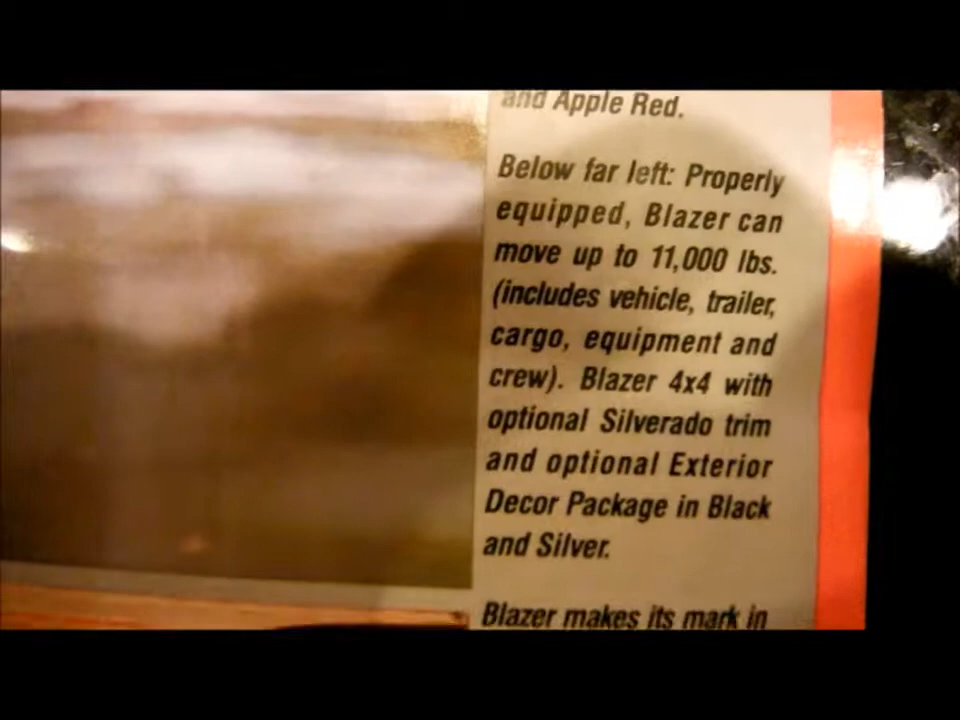 and Apple Red.
Below far left: Properly
equipped, Blazer can
move up to 11,000 lbs.
(includes vehicle, trailer,
cargo, equipment and
crew). Blazer 4x4 with
optional Silverado trim
and optional Exterior
Decor Package in Black
and Silver.
Blazer makes its mark in